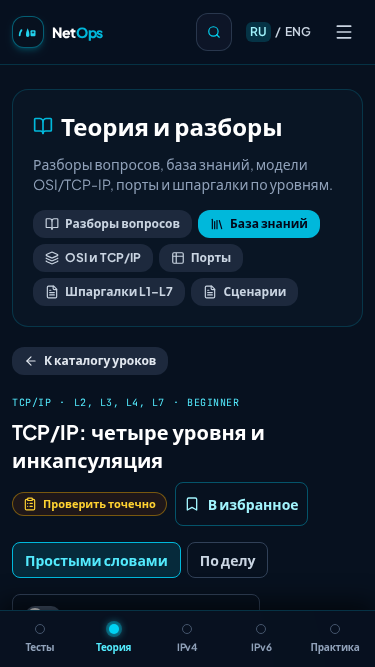 NetOps
RU / ENG
Теория и разборы
Разборы вопросов, база знаний, модели
OSI/TCP-IP, порты и шпаргалки по уровням.
Разборы вопросов
База знаний
OSI и TCP/IP
Порты
Шпаргалки L1–L7
Сценарии
К каталогу уроков
TCP/IP · L2, L3, L4, L7 · BEGINNER
TCP/IP: четыре уровня и
инкапсуляция
Проверить точечно
В избранное
Простыми словами
По делу
Тесты
Теория
IPv4
IPv6
Практика